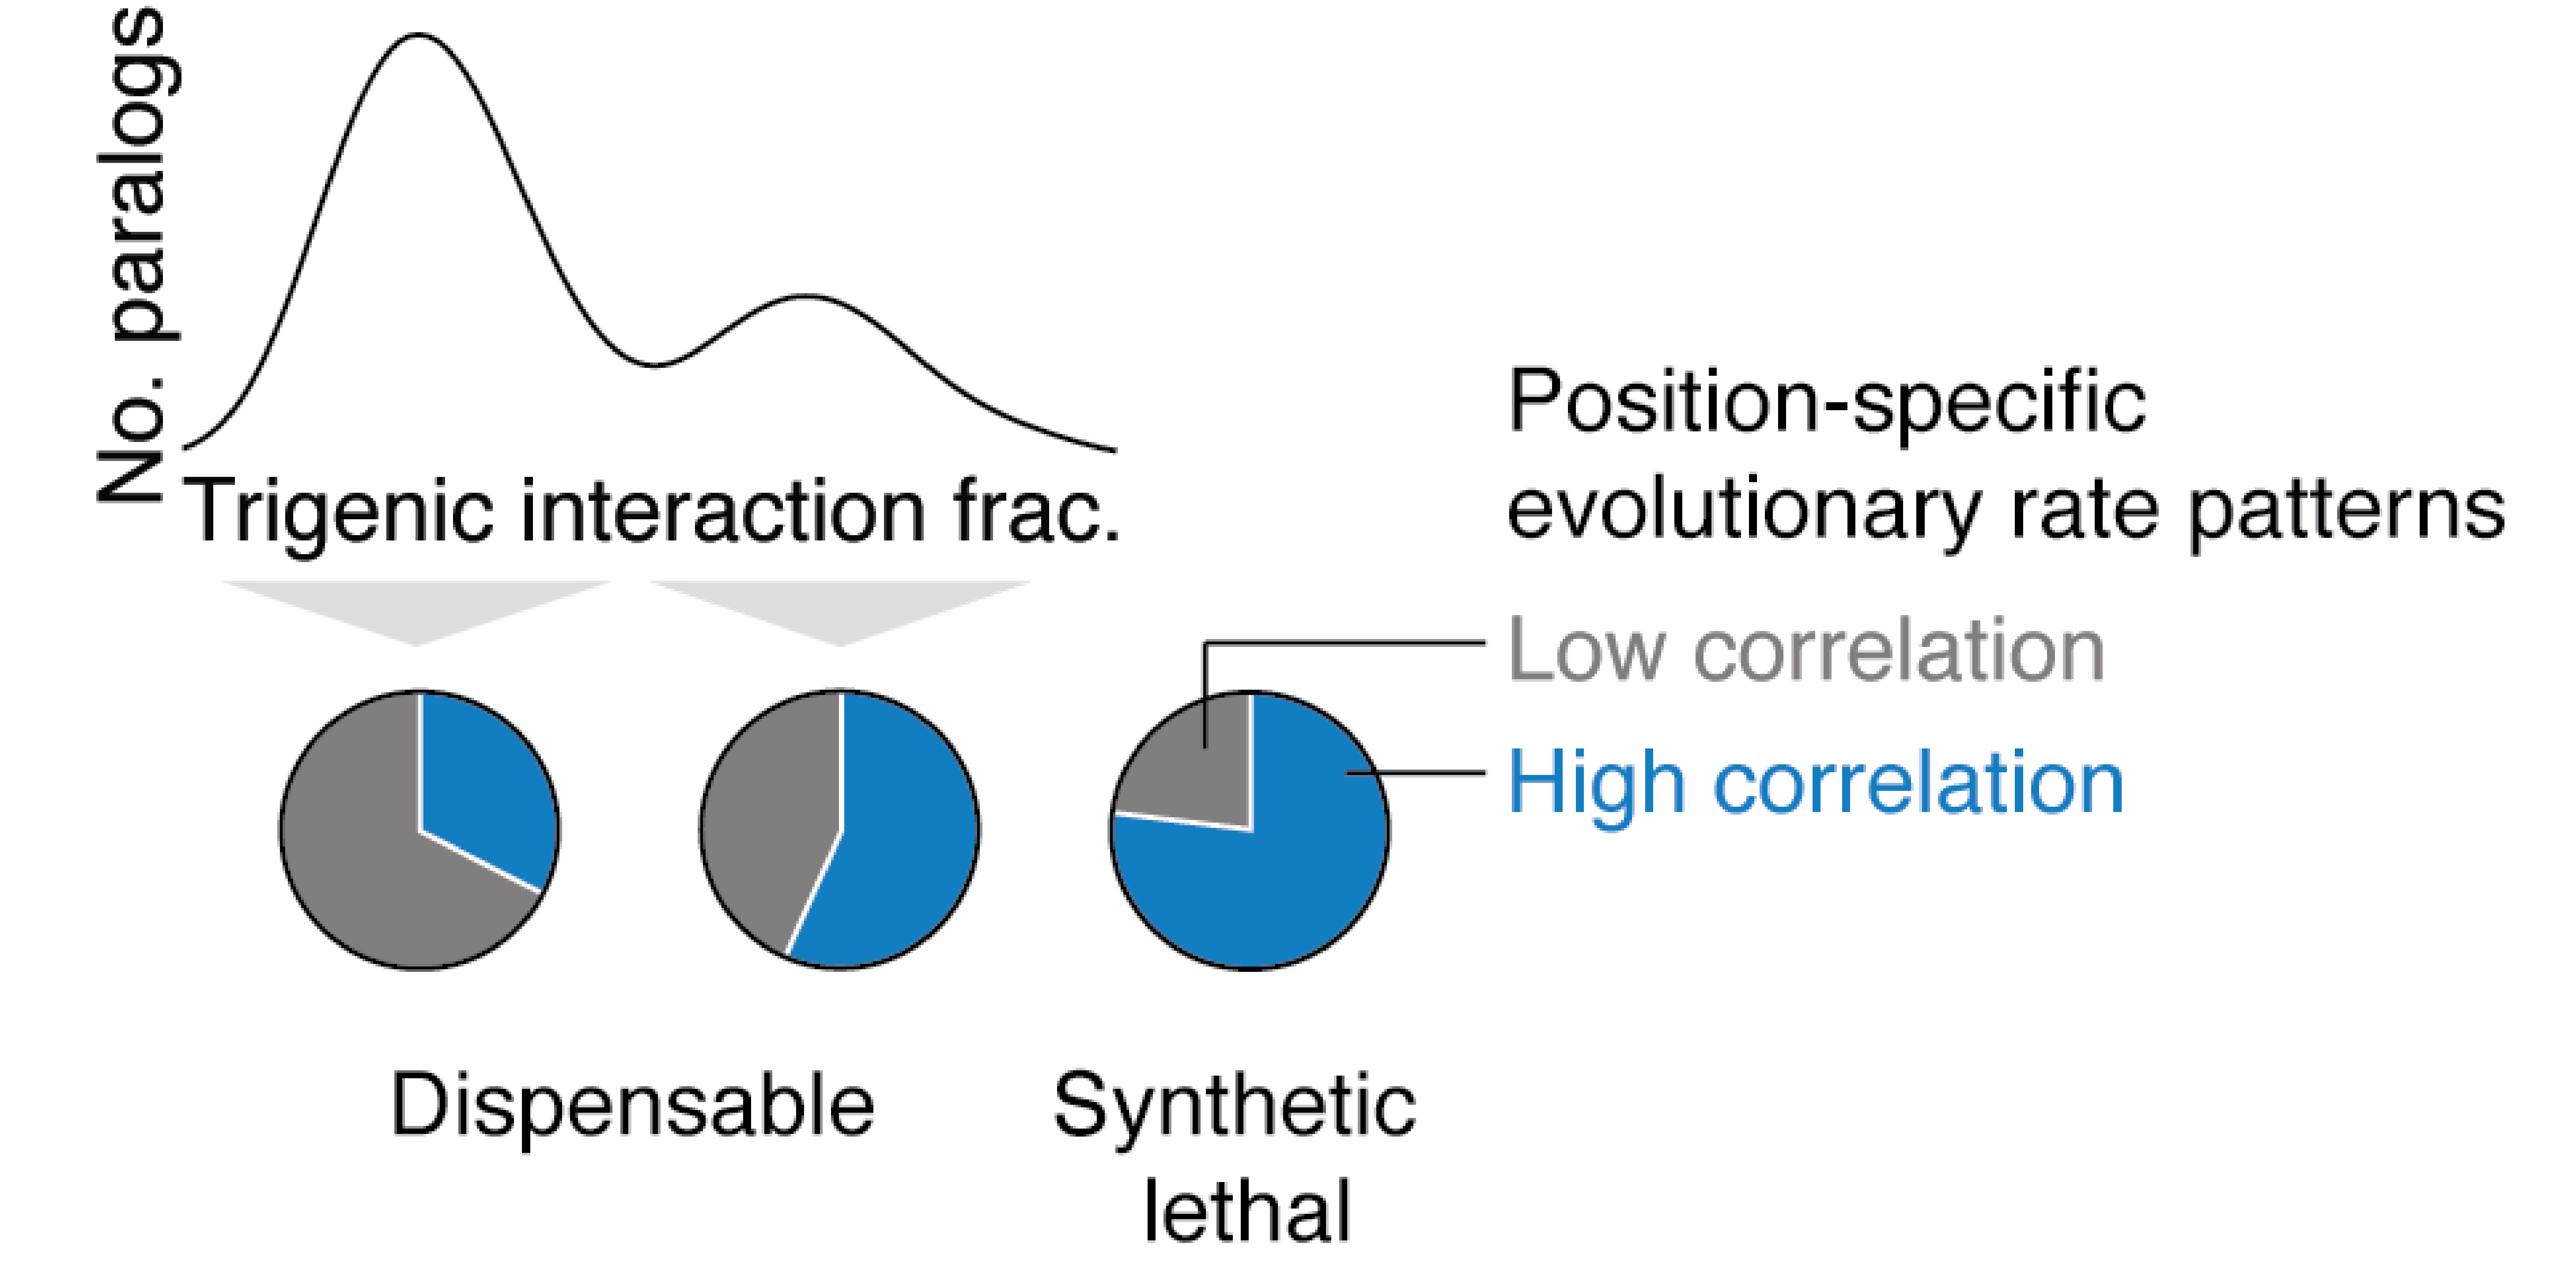 No. paralogs
Trigenic interaction frac.
Position-specific
evolutionary rate patterns
Low correlation
High correlation
Dispensable
Synthetic
lethal